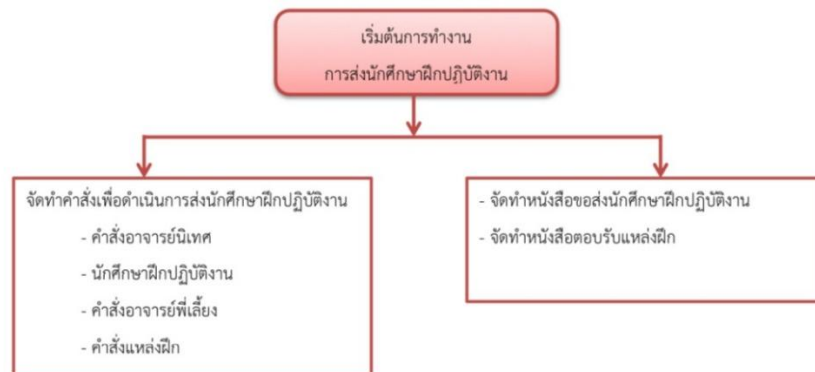 เริ่มต้นการทำงาน
การส่งนักศึกษาฝึกปฏิบัติงาน
จัดทำคำสั่งเพื่อดำเนินการส่งนักศึกษาฝึกปฏิบัติงาน
- คำสั่งอาจารย์นิเทศ
- นักศึกษาฝึกปฏิบัติงาน
- คำสั่งอาจารย์พี่เลี้ยง
- คำสั่งแหล่งฝึก
- จัดทำหนังสือขอส่งนักศึกษาฝึกปฏิบัติงาน
- จัดทำหนังสือตอบรับแหล่งฝึก